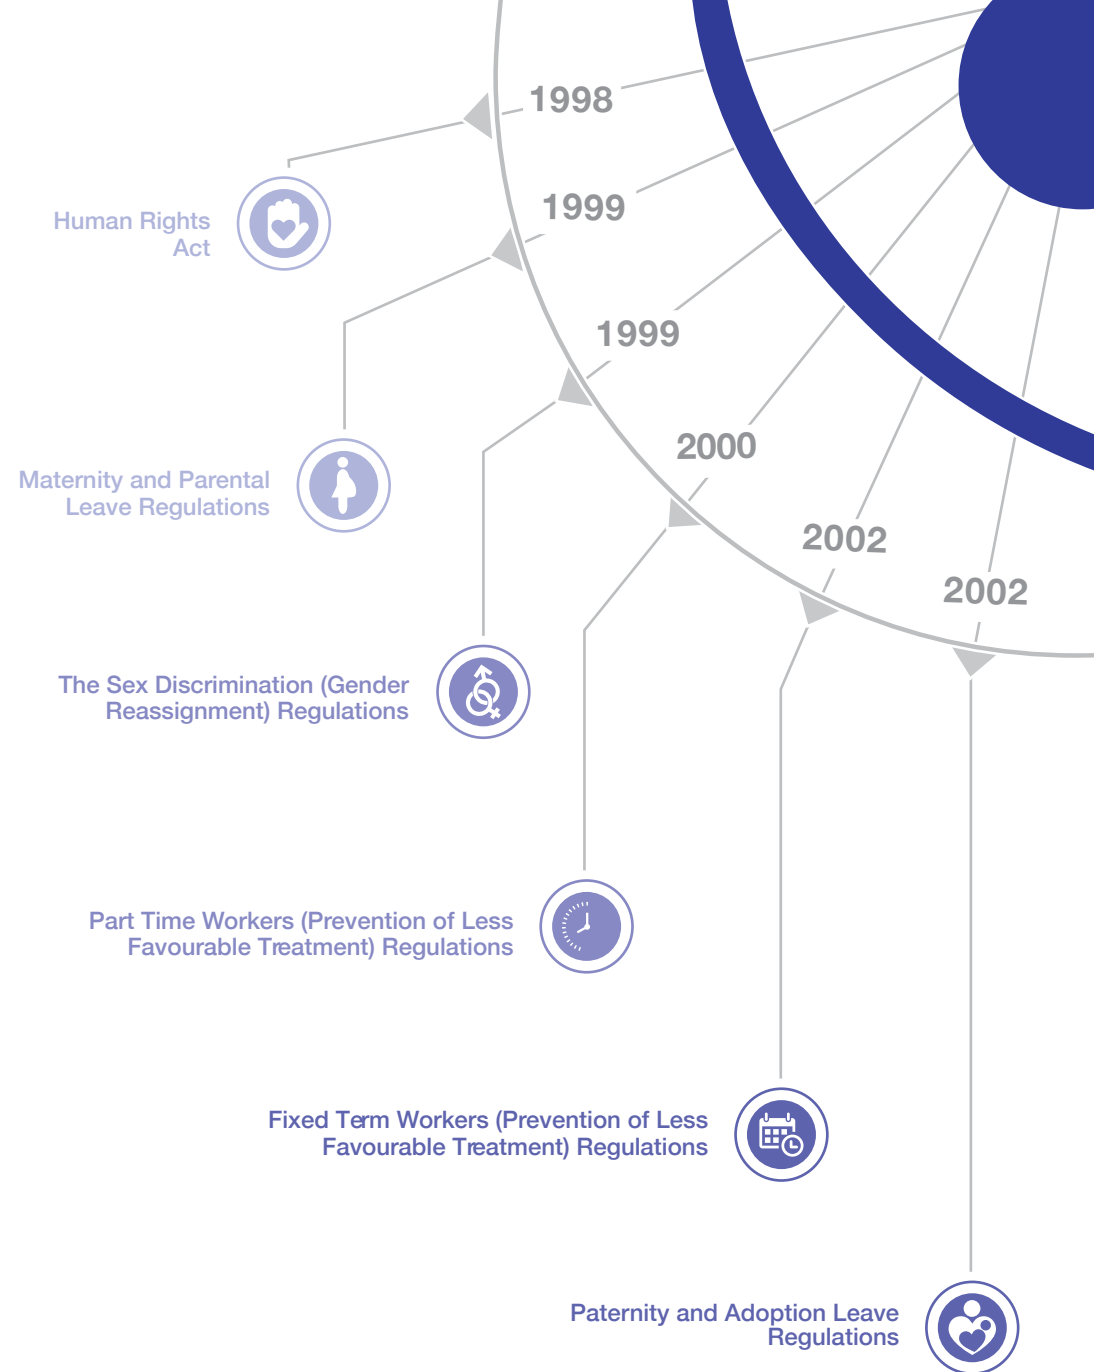 1998
Human Rights
Act
1999
Maternity and Parental
Leave Regulations
1999
The Sex Discrimination (Gender
Reassignment) Regulations
2000
Part Time Workers (Prevention of Less
Favourable Treatment) Regulations
2002
Fixed Term Workers (Prevention of Less
Favourable Treatment) Regulations
2002
Paternity and Adoption Leave
Regulations